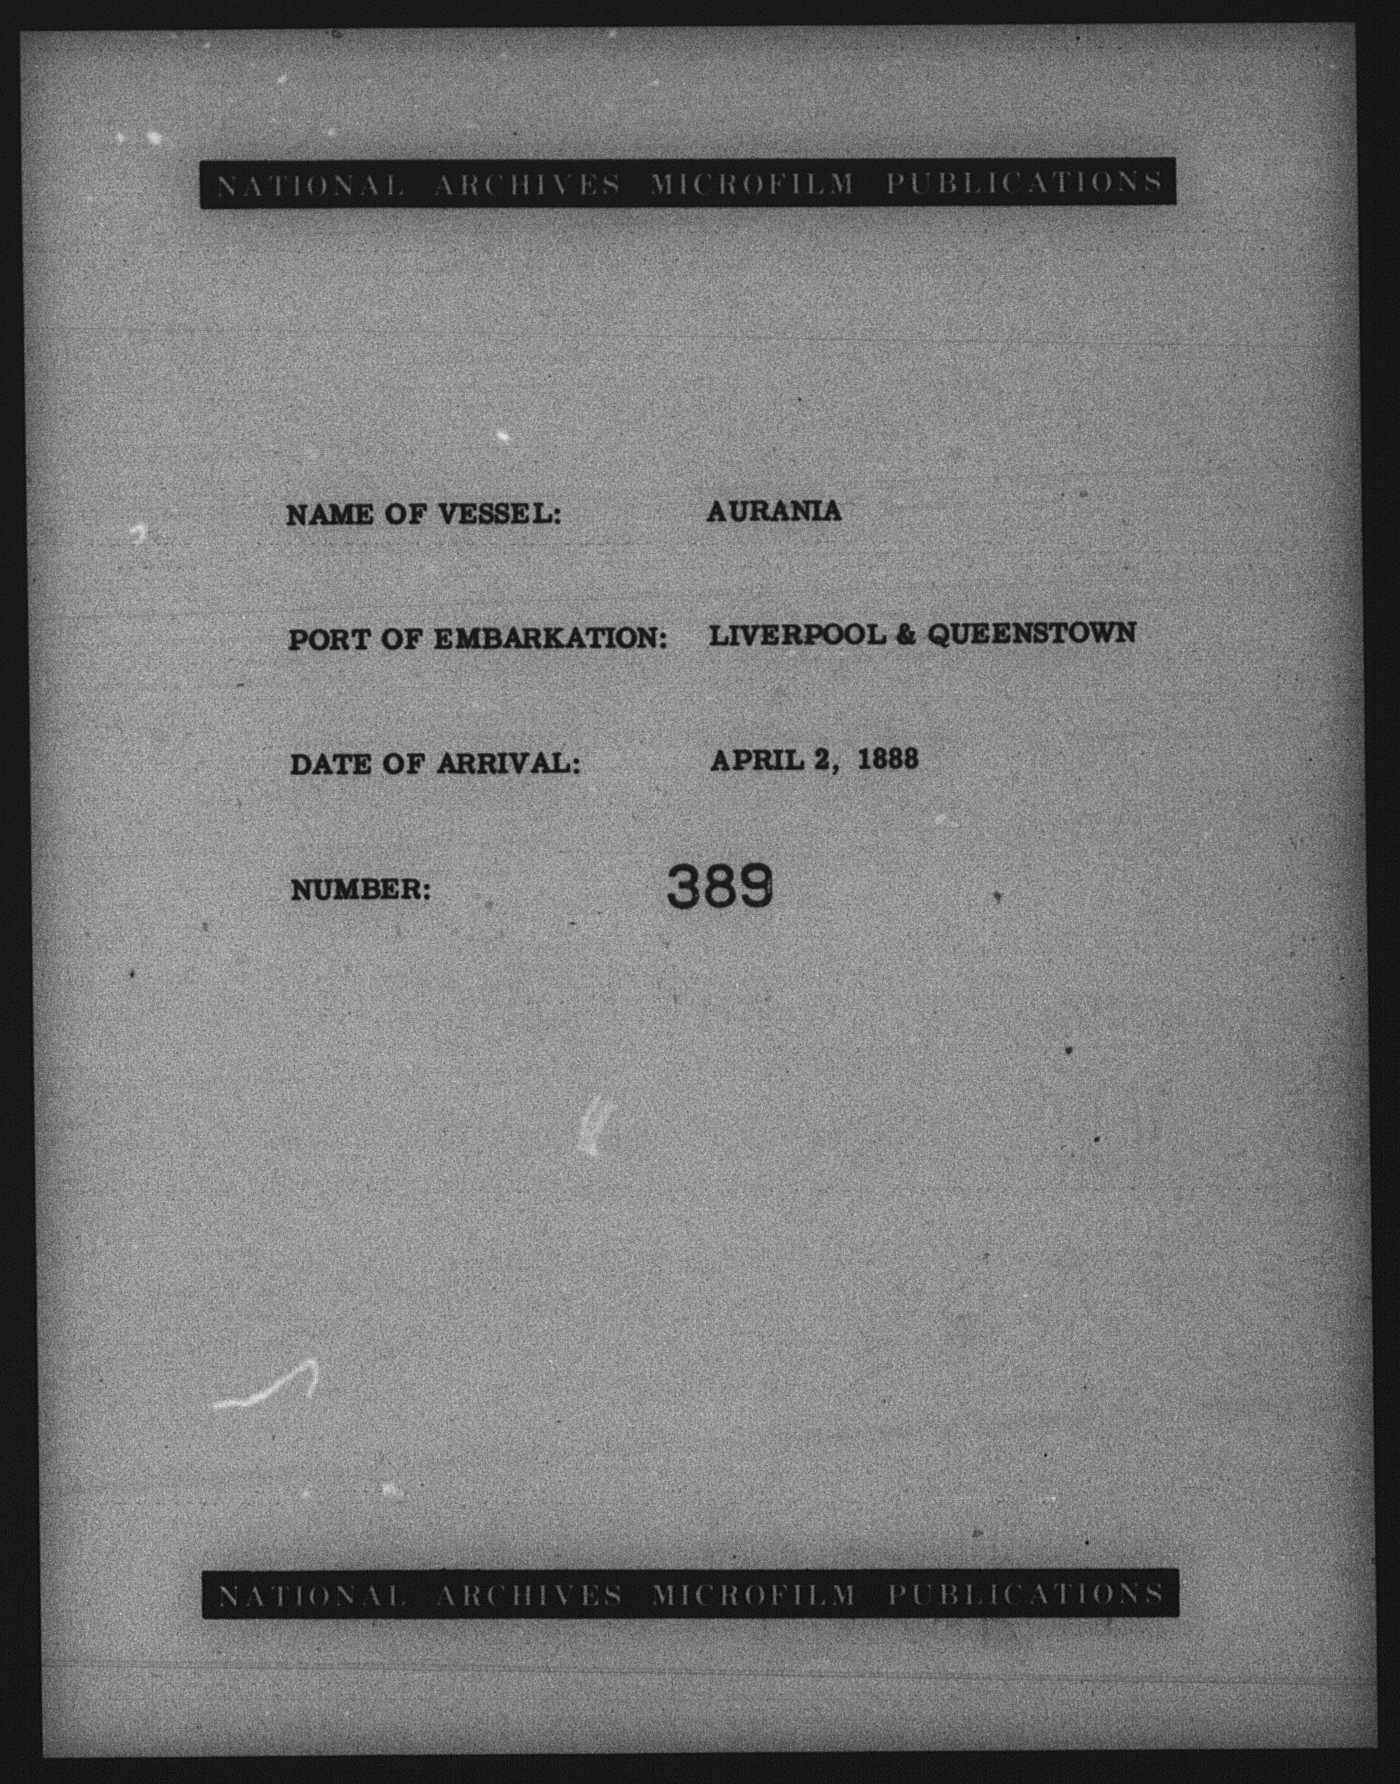 NATIONAL ARCHIVES MICROFILM PUBLICATIONS
NAME OF VESSEL: AURANIA
PORT OF EMBARKATION: LIVERPOOL & QUEENSTOWN
DATE OF ARRIVAL: APRIL 2, 1888
NUMBER: 389
NATIONAL ARCHIVES MICROFILM PUBLICATIONS